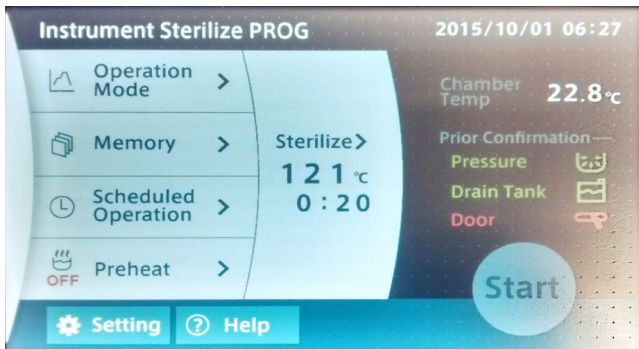 Instrument Sterilize PROG
2015/10/01 06:27
Operation
Mode
Memory
Scheduled
Operation
OFF
Preheat
Sterilize
121℃
0:20
Chamber
Temp
22.8℃
Prior Confirmation
Pressure
Drain Tank
Door
Start
Setting
Help